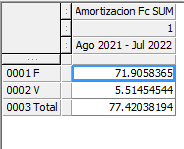 Amortizacion Fc SUM
1
Ago 2021 - Jul 2022
...
0001 F 71.9058365
0002 V 5.51454544
0003 Total 77.42038194